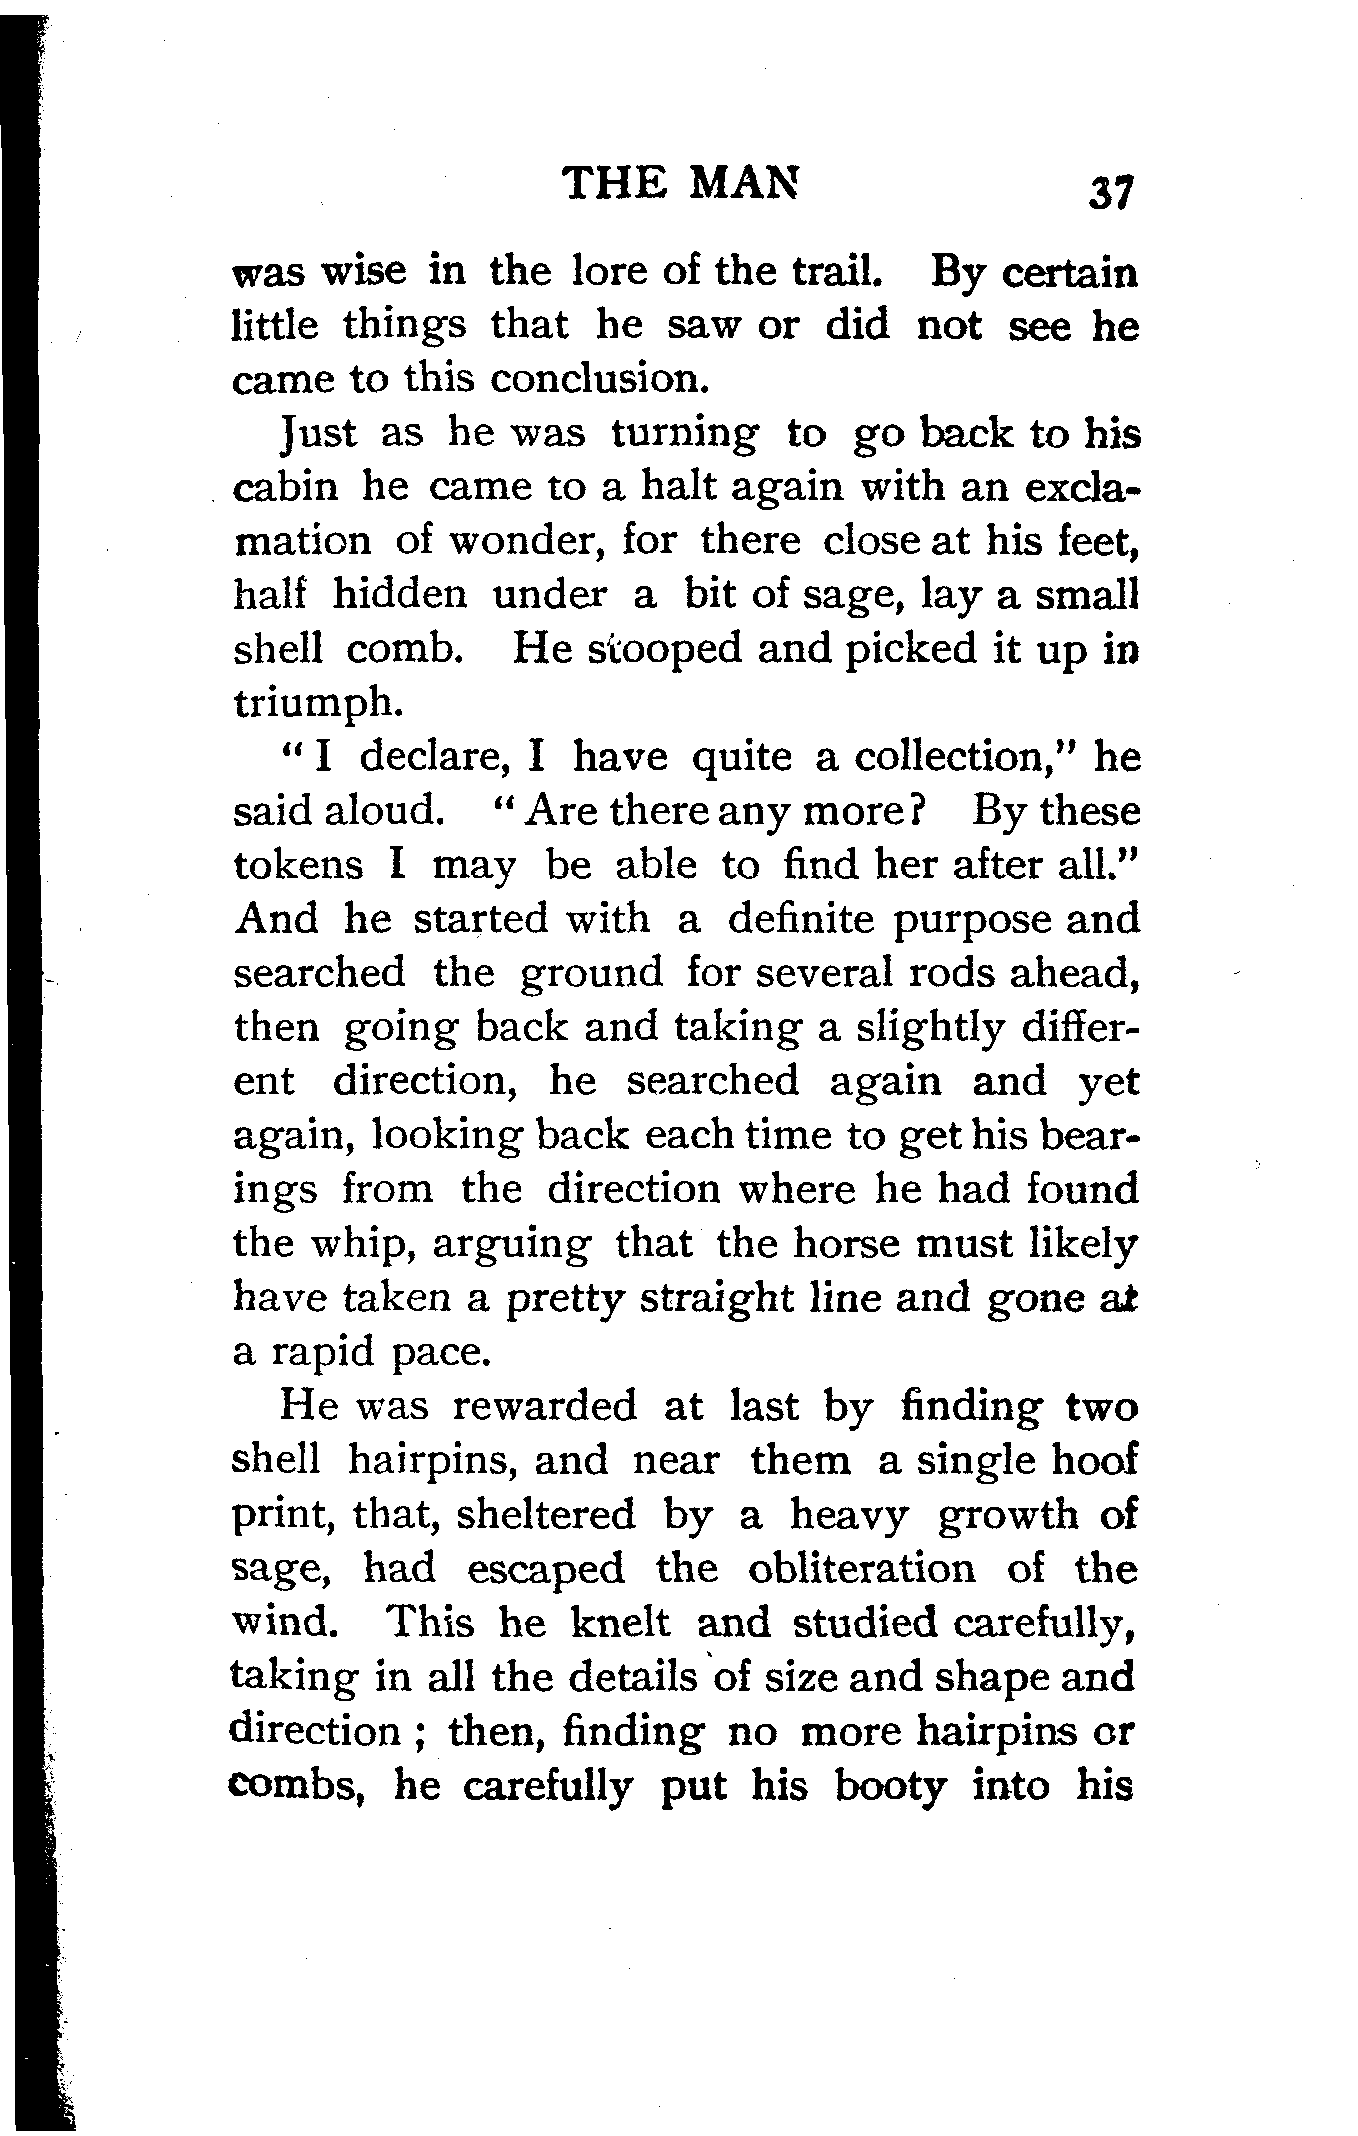 THE MAN 37
was wise in the lore of the trail. By certain
little things that he saw or did not see he
came to this conclusion.
Just as he was turning to go back to his
cabin he came to a halt again with an excla-
mation of wonder, for there close at his feet,
half hidden under a bit of sage, lay a small
shell comb. He stooped and picked it up in
triumph.
" I declare, I have quite a collection," he
said aloud. " Are there any more? By these
tokens I may be able to find her after all."
And he started with a definite purpose and
searched the ground for several rods ahead,
then going back and taking a slightly differ-
ent direction, he searched again and yet
again, looking back each time to get his bear-
ings from the direction where he had found
the whip, arguing that the horse must likely
have taken a pretty straight line and gone at
a rapid pace.
He was rewarded at last by finding two
shell hairpins, and near them a single hoof
print, that, sheltered by a heavy growth of
sage, had escaped the obliteration of the
wind. This he knelt and studied carefully,
taking in all the details of size and shape and
direction ; then, finding no more hairpins or
combs, he carefully put his booty into his